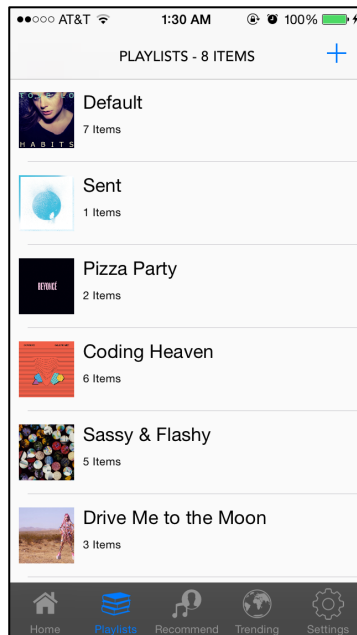 AT&T 1:30 AM 100%
PLAYLISTS - 8 ITEMS
TOVE LO
HABITS
Default
7 Items
Sent
1 Items
BEYONCÉ
Pizza Party
2 Items
Coding Heaven
6 Items
Sassy & Flashy
5 Items
Drive Me to the Moon
3 Items
Home Playlists Recommend Trending Settings